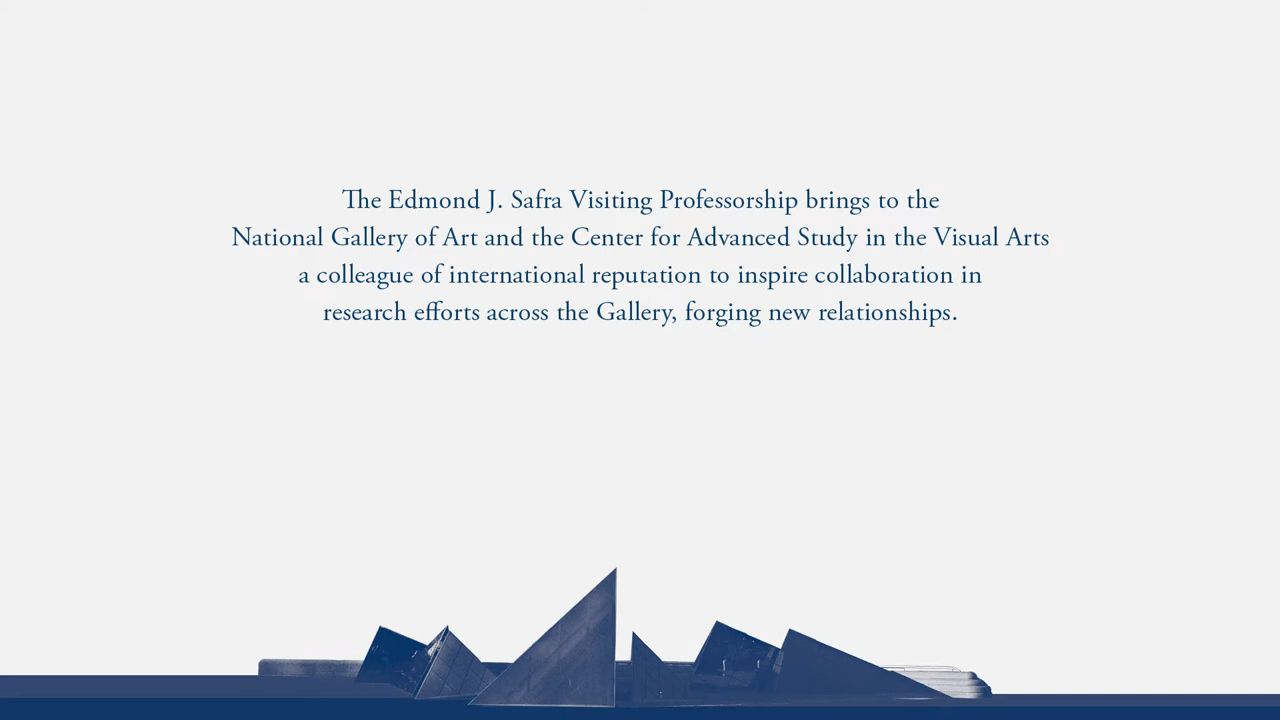 The Edmond J. Safra Visiting Professorship brings to the
National Gallery of Art and the Center for Advanced Study in the Visual Arts
a colleague of international reputation to inspire collaboration in
research efforts across the Gallery, forging new relationships.